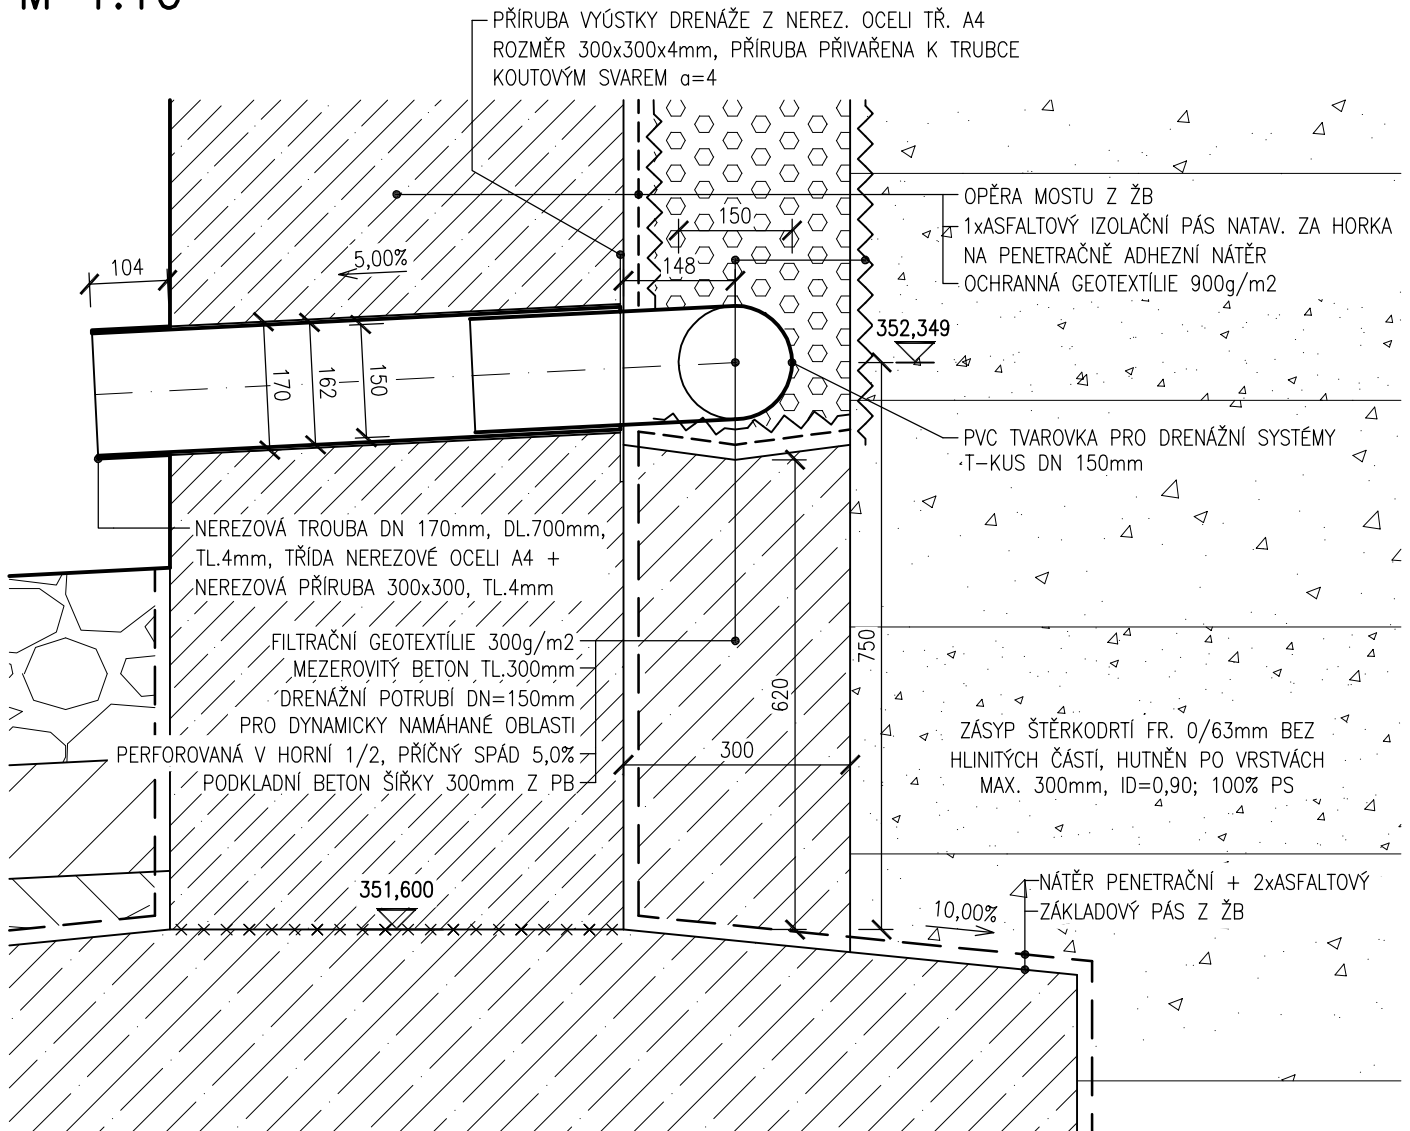 M 1:10
PŘÍRUBA VYÚSTKY DRENÁŽE Z NEREZ. OCELI TŘ. A4
ROZMĚR 300x300x4mm, PŘÍRUBA PŘIVAŘENA K TRUBCE
KOUTOVÝM SVAREM a=4
OPĚRA MOSTU Z ŽB
1xASFALTOVÝ IZOLAČNÍ PÁS NATAV. ZA HORKA
NA PENETRAČNĚ ADHEZNÍ NÁTĚR
OCHRANNÁ GEOTEXTÍLIE 900g/m2
150
148
104
5,00%
352,349
170
162
150
PVC TVAROVKA PRO DRENÁŽNÍ SYSTÉMY
T-KUS DN 150mm
NEREZOVÁ TROUBA DN 170mm, DL.700mm,
TL.4mm, TŘÍDA NEREZOVÉ OCELI A4 +
NEREZOVÁ PŘÍRUBA 300x300, TL.4mm
FILTRAČNÍ GEOTEXTÍLIE 300g/m2
MEZEROVITÝ BETON TL.300mm
DRENÁŽNÍ POTRUBÍ DN=150mm
PRO DYNAMICKY NAMÁHANÉ OBLASTI
PERFOROVANÁ V HORNÍ 1/2, PŘÍČNÝ SPÁD 5,0%
PODKLADNÍ BETON ŠÍŘKY 300mm Z PB
750
620
300
ZÁSYP ŠTĚRKODRTÍ FR. 0/63mm BEZ
HLINITÝCH ČÁSTÍ, HUTNĚN PO VRSTVÁCH
MAX. 300mm, ID=0,90; 100% PS
351,600
NÁTĚR PENETRAČNÍ + 2xASFALTOVÝ
ZÁKLADOVÝ PÁS Z ŽB
10,00%